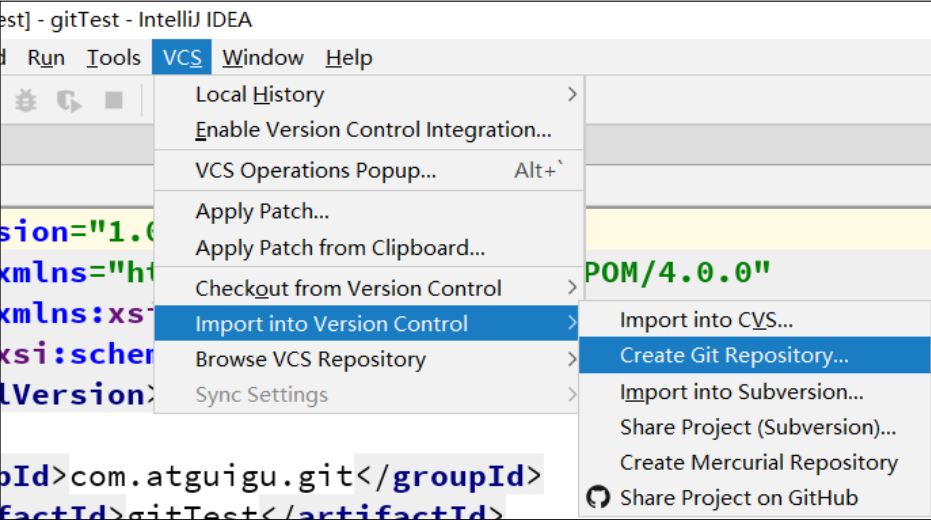 est] - gitTest - IntelliJ IDEA
d Run Tools VCS Window Help
Local History
Enable Version Control Integration...
VCS Operations Popup... Alt+`
Apply Patch...
sion="1.0
Apply Patch from Clipboard...
xmlns="ht POM/4.0.0"
Checkout from Version Control
xmlns:xsi
Import into Version Control
Import into CVS...
xsi:schem
Browse VCS Repository
Create Git Repository...
lVersion>
Sync Settings
Import into Subversion...
Share Project (Subversion)...
Create Mercurial Repository
pId>com.atguigu.git</groupId>
Share Project on GitHub
factId>gitTest</artifactId>